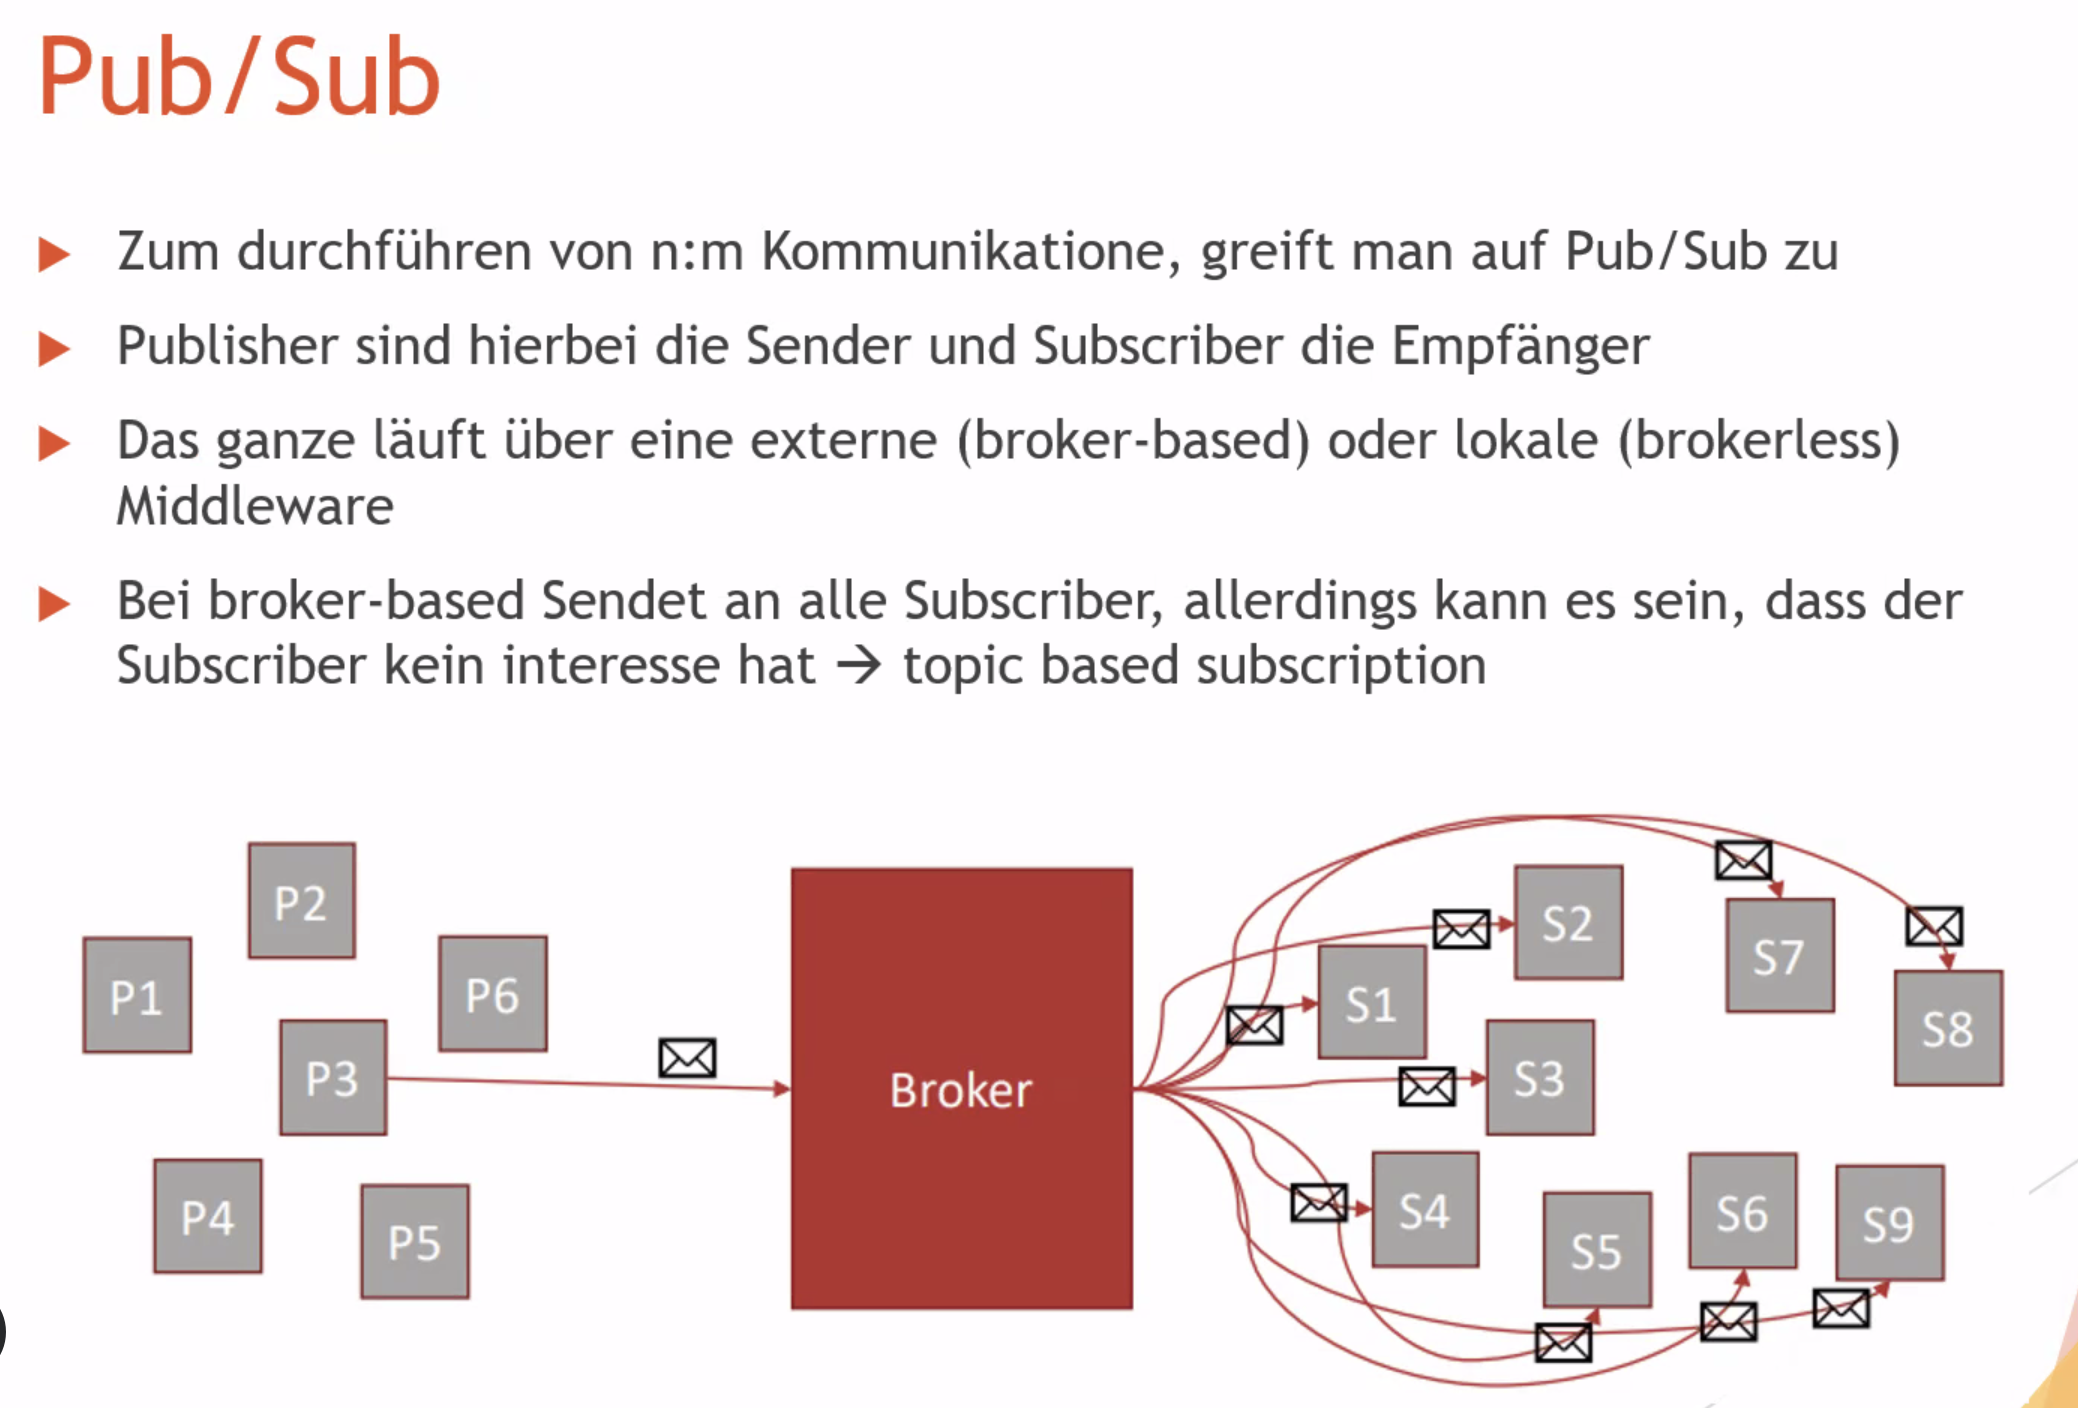 Pub/Sub
Zum durchführen von n:m Kommunikatione, greift man auf Pub/Sub zu
Publisher sind hierbei die Sender und Subscriber die Empfänger
Das ganze läuft über eine externe (broker-based) oder lokale (brokerless)
Middleware
Bei broker-based Sendet an alle Subscriber, allerdings kann es sein, dass der
Subscriber kein interesse hat → topic based subscription
P1
P2
P6
P3
P4
P5
Broker
S2
S1
S3
S4
S5
S6
S9
S7
S8